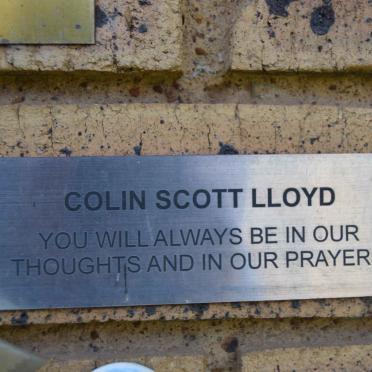 COLIN SCOTT LLOYD
YOU WILL ALWAYS BE IN OUR
THOUGHTS AND IN OUR PRAYER